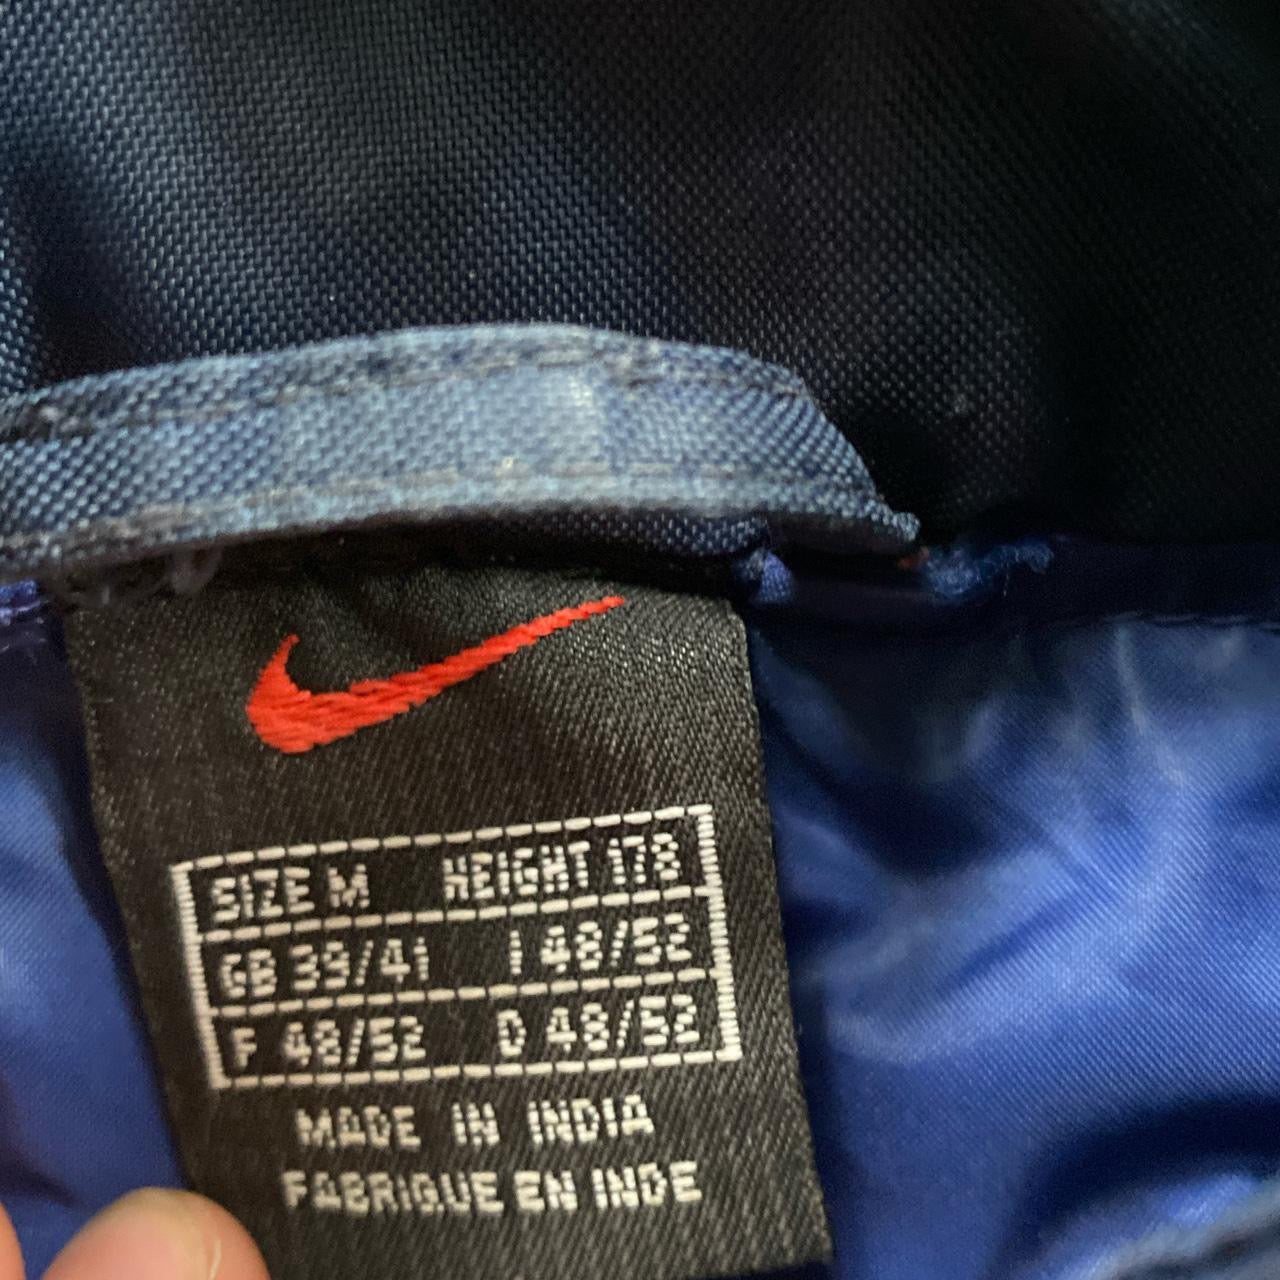 SIZE M HEIGHT 178
GB 39/41 I 48/52
F 48/52 D 48/52
MADE IN INDIA
FABRIQUE EN INDE